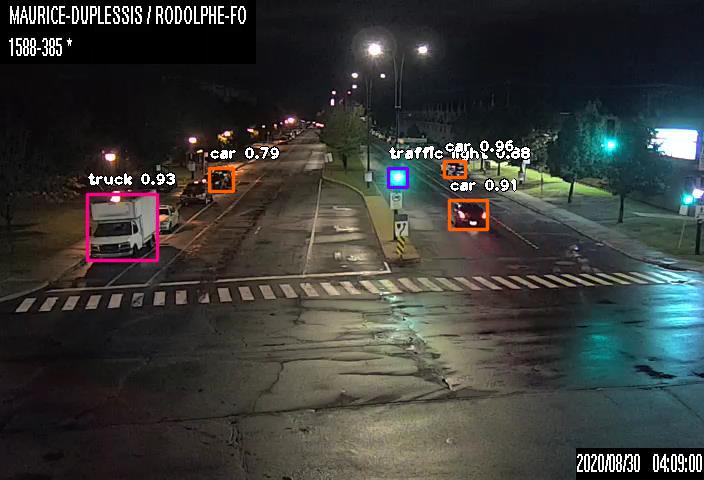 MAURICE-DUPLESSIS / RODOLPHE-FO
1588-385 *
car 0.79
car 0.96
traffic light 0.88
truck 0.93
car 0.91
2020/08/30 04:09:00